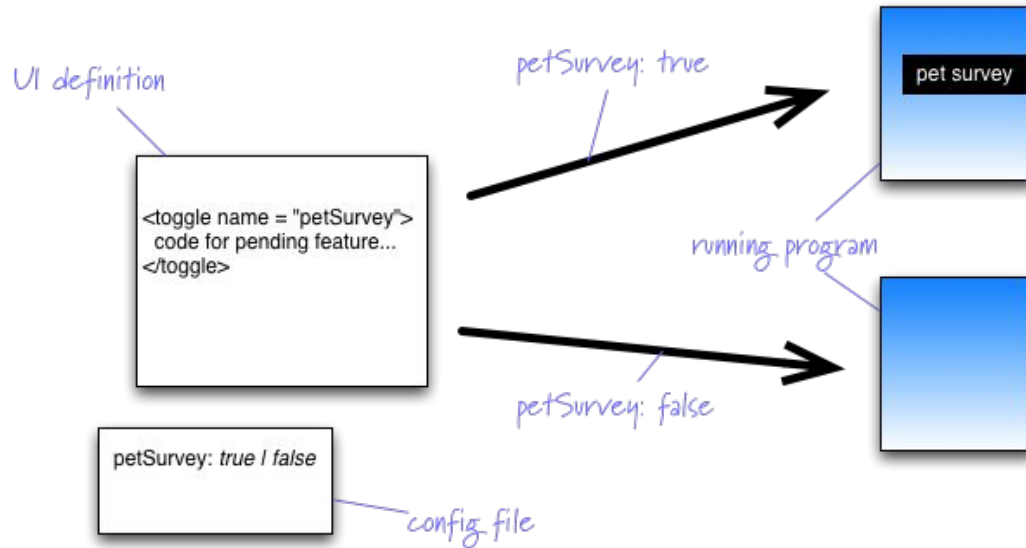 UI definition
petSurvey: true
pet survey
<toggle name = "petSurvey">
code for pending feature...
</toggle>
running program
petSurvey: false
petSurvey: true / false
config file